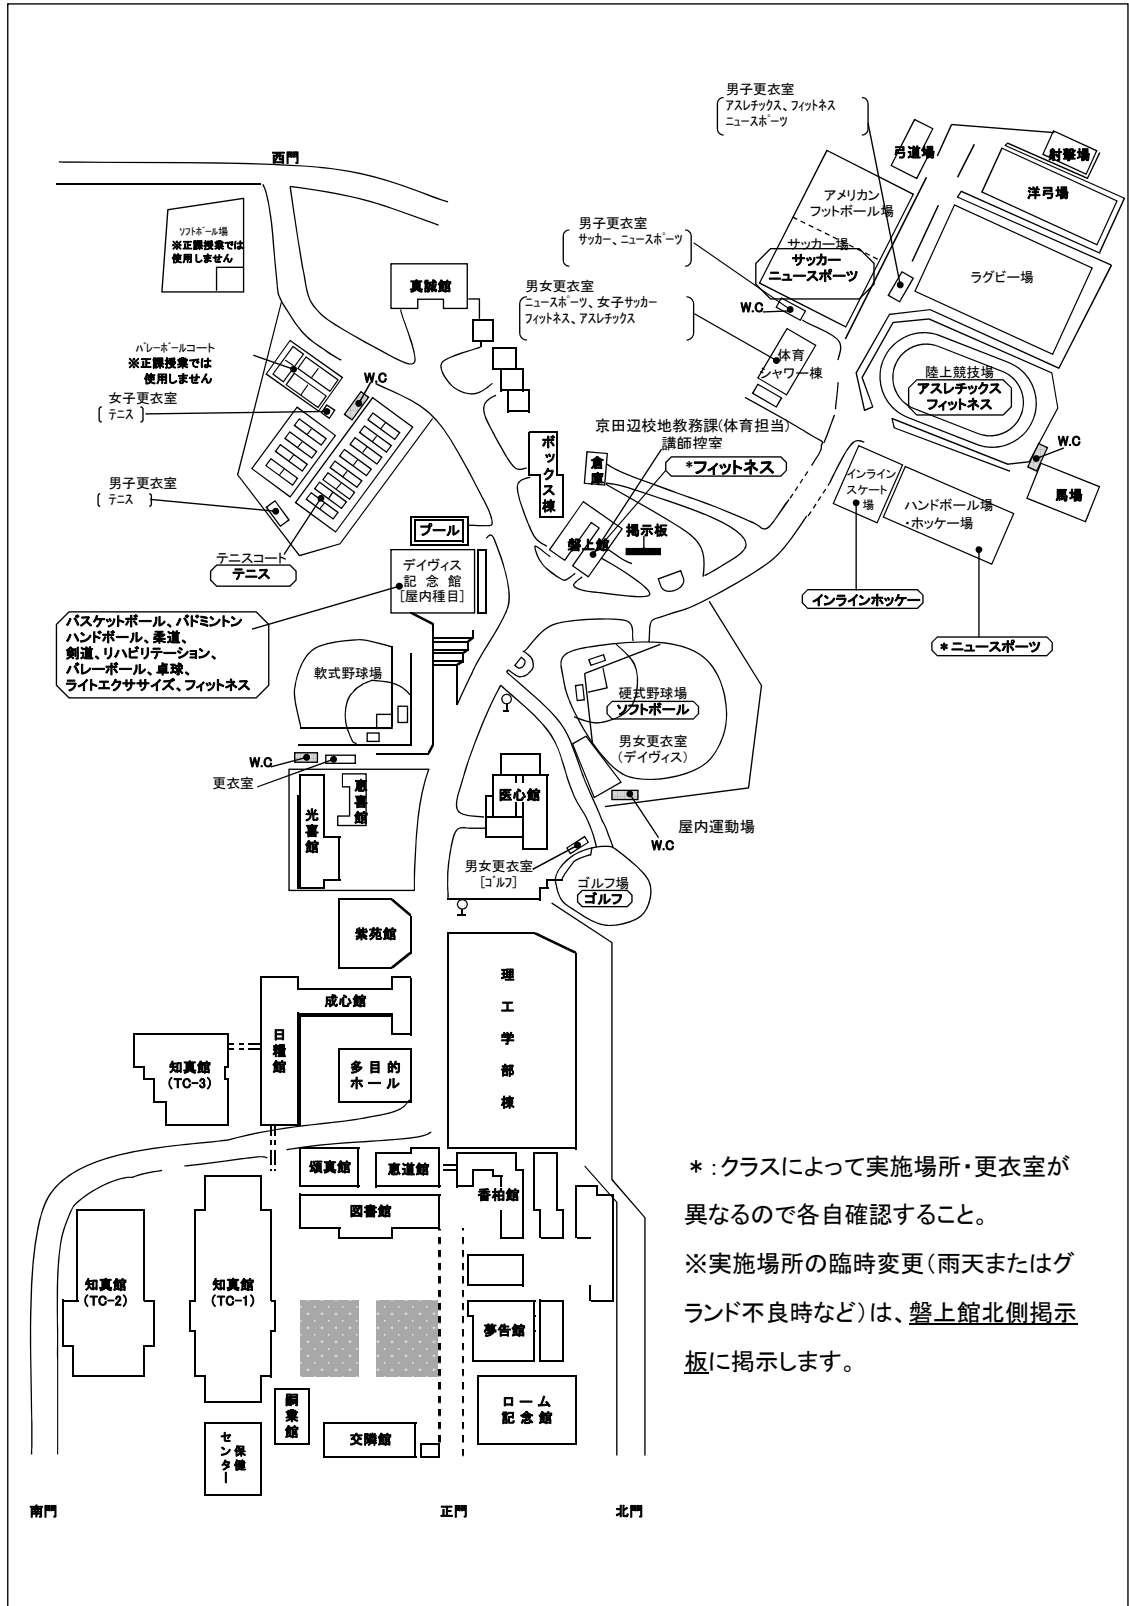 男子更衣室
アスレチックス、フィットネス
ニュースポーツ
西門
弓道場
射撃場
洋弓場
アメリカン
フットボール場
ソフトボール場
※正課授業では
使用しません
男子更衣室
サッカー、ニュースポーツ
サッカー場
サッカー
ニュースポーツ
ラグビー場
真誠館
男女更衣室
ニュースポーツ、女子サッカー
フィットネス、アスレチックス
W.C
バレーボールコート
※正課授業では
使用しません
体育
シャワー棟
陸上競技場
アスレチックス
フィットネス
W.C
女子更衣室
テニス
京田辺校地教務課(体育担当)
講師控室
*フィットネス
ボックス棟
倉庫
W.C
男子更衣室
テニス
インライン
スケート
場
ハンドボール場
・ホッケー場
馬場
プール
磐上館
掲示板
テニスコート
テニス
デイヴィス
記念館
[屋内種目]
インラインホッケー
*ニュースポーツ
バスケットボール、バドミントン
ハンドボール、柔道、
剣道、リハビリテーション、
バレーボール、卓球、
ライトエクササイズ、フィットネス
軟式野球場
硬式野球場
ソフトボール
男女更衣室
(デイヴィス)
W.C
更衣室
恵喜館
光喜館
医心館
屋内運動場
W.C
男女更衣室
[ゴルフ]
ゴルフ場
ゴルフ
紫苑館
理工学部棟
成心館
日糧館
知真館
(TC-3)
多目的
ホール
頌真館
恵道館
香柏館
図書館
知真館
(TC-2)
知真館
(TC-1)
夢告館
嗣業館
ローム
記念館
交隣館
保健
センター
南門
正門
北門
*:クラスによって実施場所・更衣室が
異なるので各自確認すること。
※実施場所の臨時変更(雨天またはグ
ランド不良時など)は、磐上館北側掲示
板に掲示します。